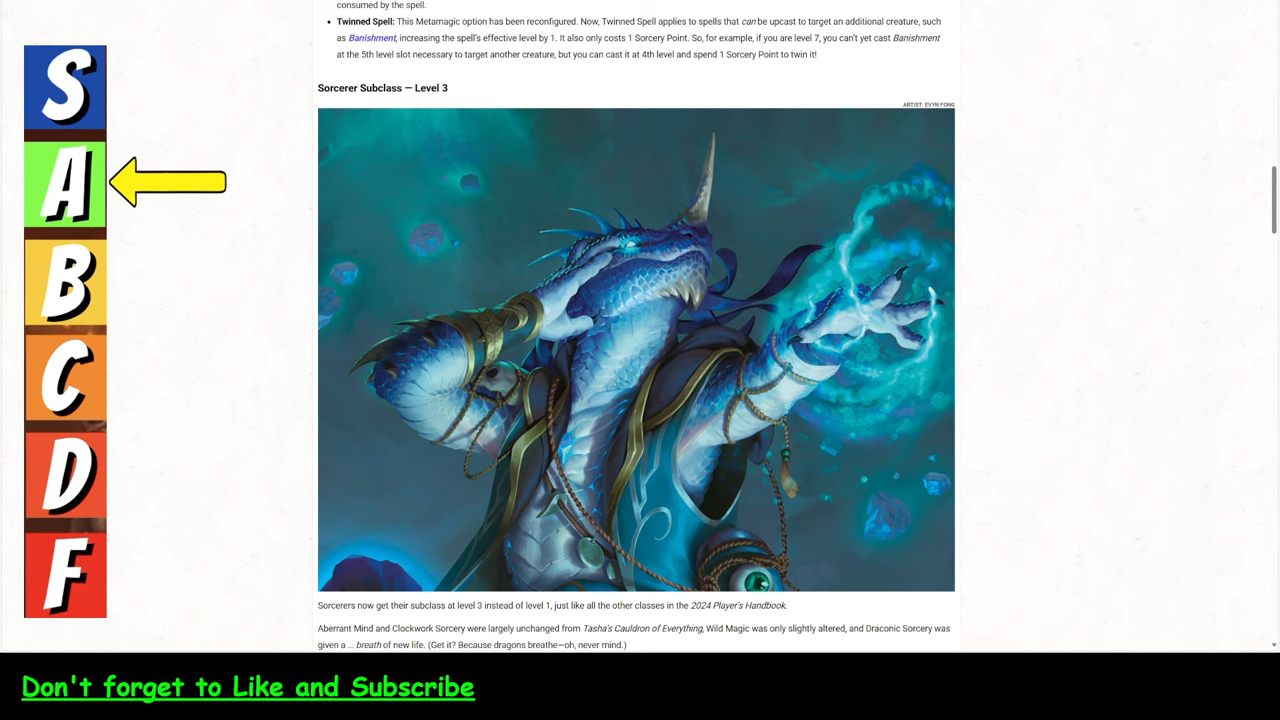 consumed by the spell.
• Twinned Spell: This Metamagic option has been reconfigured. Now, Twinned Spell applies to spells that can be upcast to target an additional creature, such
as Banishment, increasing the spell's effective level by 1. It also only costs 1 Sorcery Point. So, for example, if you are level 7, you can't yet cast Banishment
at the 5th level slot necessary to target another creature, but you can cast it at 4th level and spend 1 Sorcery Point to twin it!
Sorcerer Subclass — Level 3
ARTIST: EVYN FONG
S
A
B
C
D
F
Sorcerers now get their subclass at level 3 instead of level 1, just like all the other classes in the 2024 Player's Handbook.
Aberrant Mind and Clockwork Sorcery were largely unchanged from Tasha's Cauldron of Everything, Wild Magic was only slightly altered, and Draconic Sorcery was
given a ... breath of new life. (Get it? Because dragons breathe—oh, never mind.)
Don't forget to Like and Subscribe